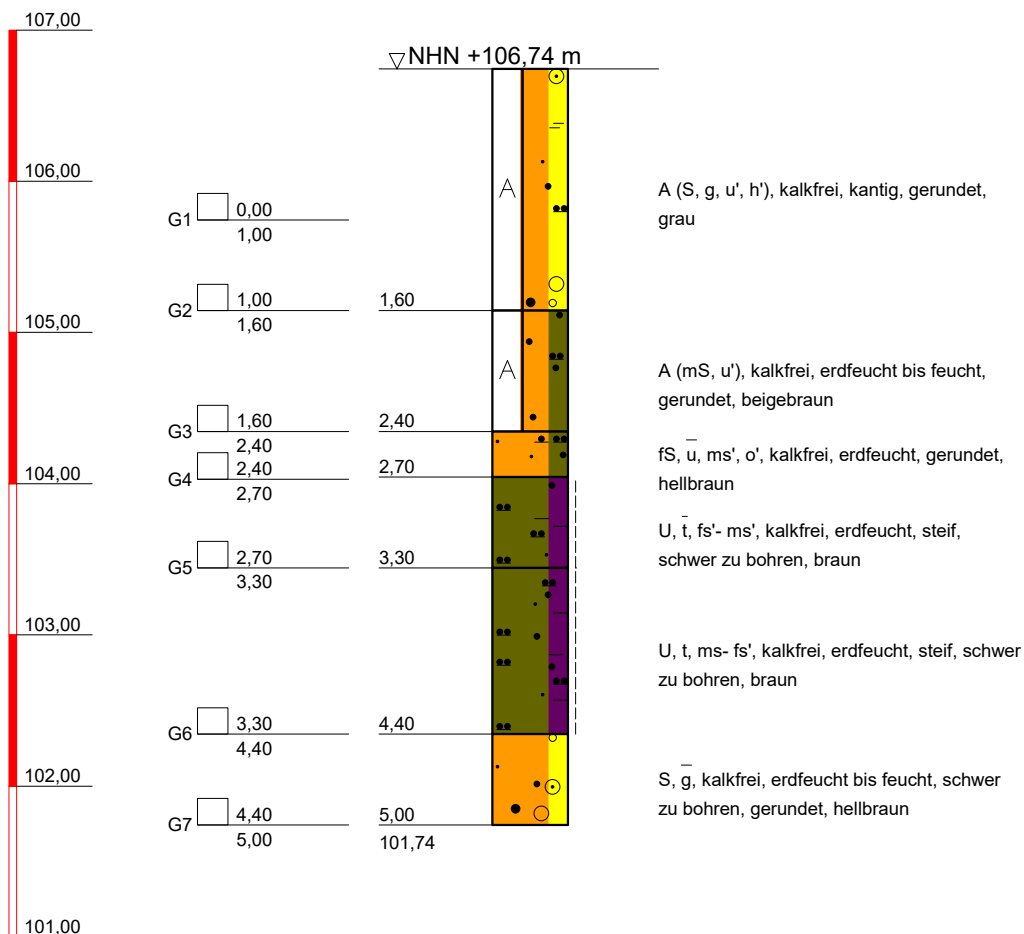 107,00
NHN +106,74 m
106,00
A A (S, g, u', h'), kalkfrei, kantig, gerundet,
grau
G1 0,00
1,00
G2 1,00 1,60
1,60
105,00
A A (mS, u'), kalkfrei, erdfeucht bis feucht,
gerundet, beigebraun
G3 1,60 2,40
2,40
fS, u̅, ms', o', kalkfrei, erdfeucht, gerundet,
hellbraun
G4 2,40 2,70
2,70
104,00
U, t̅, fs'- ms', kalkfrei, erdfeucht, steif,
schwer zu bohren, braun
G5 2,70 3,30
3,30
103,00
U, t, ms- fs', kalkfrei, erdfeucht, steif, schwer
zu bohren, braun
G6 3,30 4,40
4,40
102,00
S, g̅, kalkfrei, erdfeucht bis feucht, schwer
zu bohren, gerundet, hellbraun
G7 4,40 5,00
5,00 101,74
101,00